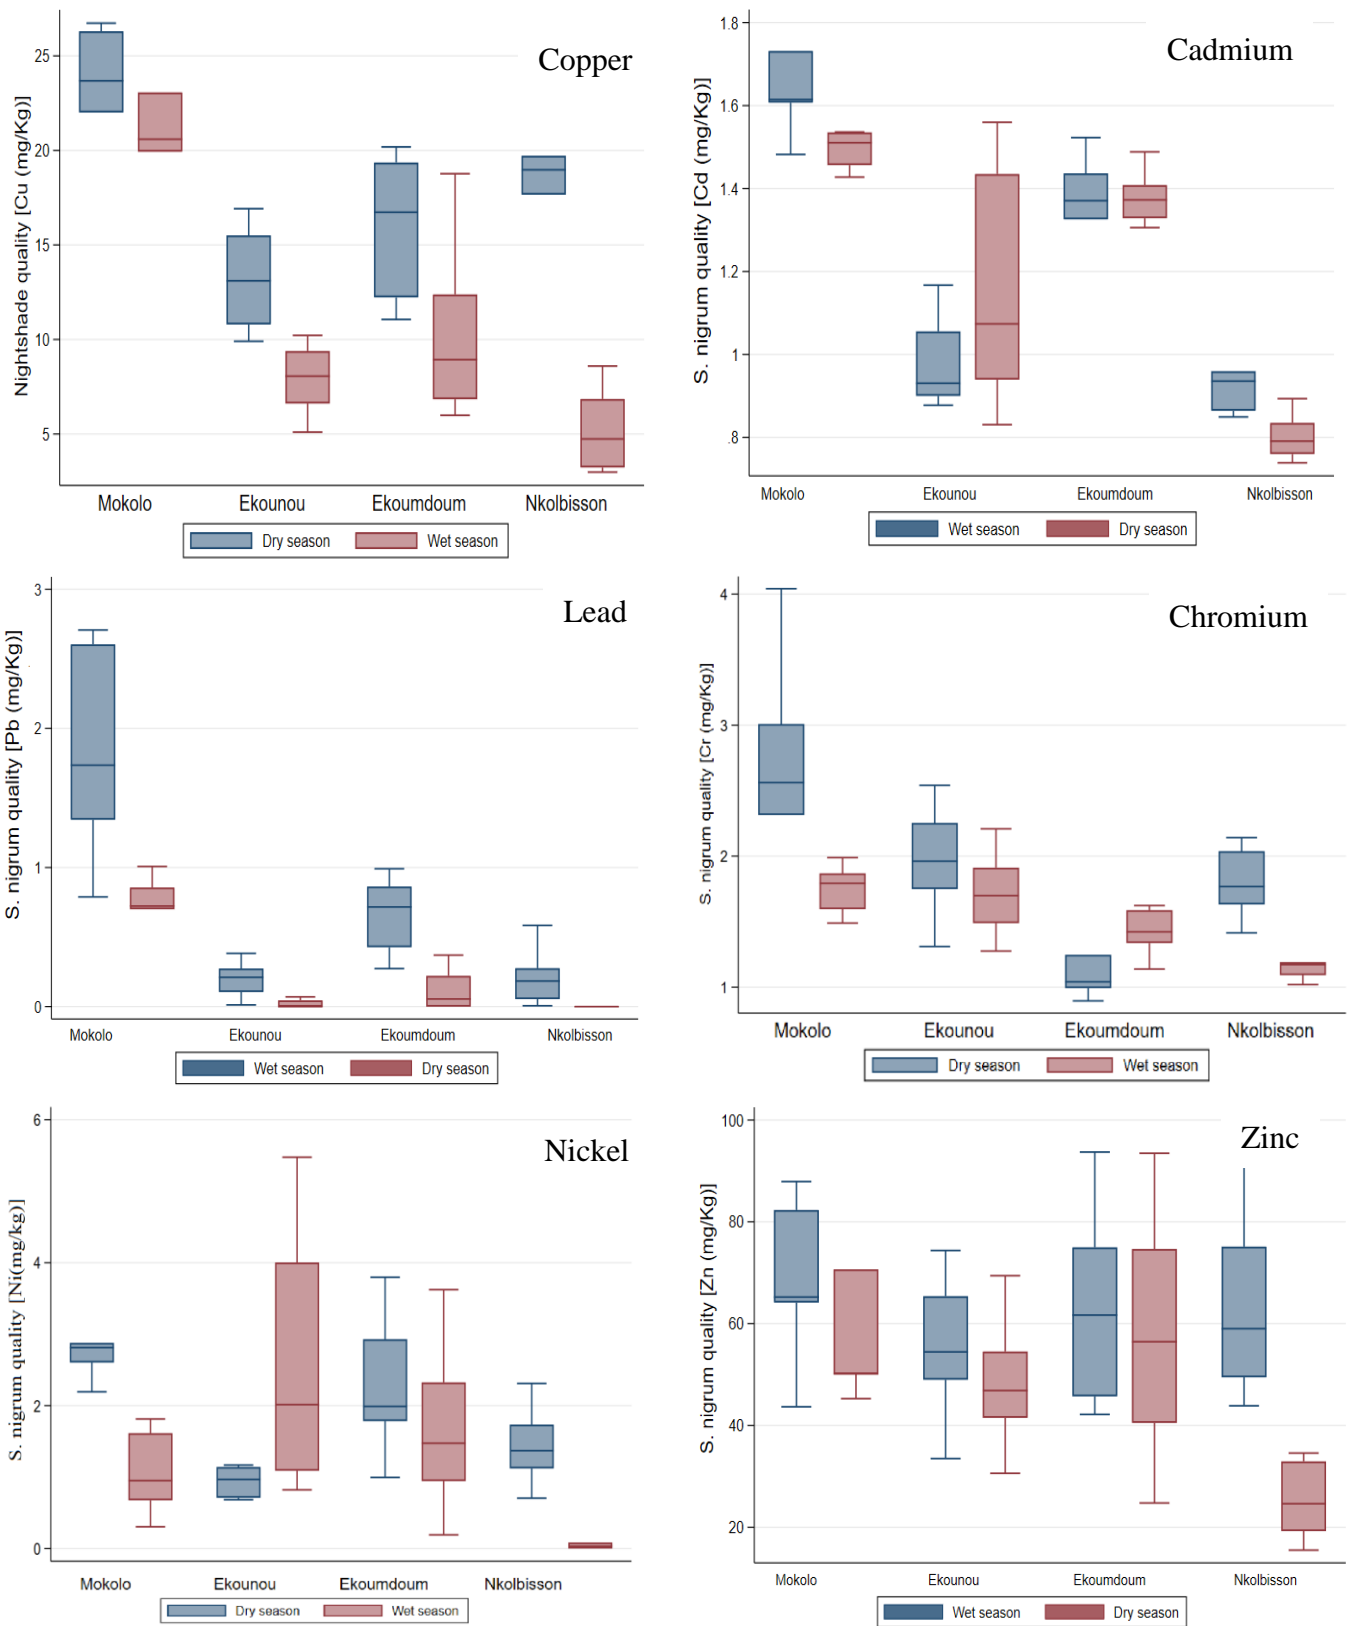 Copper
Nightshade quality [Cu (mg/Kg)]
25
20
15
10
5
Mokolo Ekounou Ekoumdoum Nkolbisson
Dry season Wet season
Cadmium
S. nigrum quality [Cd (mg/Kg)]
1.8
1.6
1.4
1.2
1
.8
Mokolo Ekounou Ekoumdoum Nkolbisson
Wet season Dry season
Lead
S. nigrum quality [Pb (mg/Kg)]
3
2
1
0
Mokolo Ekounou Ekoumdoum Nkolbisson
Wet season Dry season
Chromium
S. nigrum quality [Cr (mg/Kg)]
4
3
2
1
Mokolo Ekounou Ekoumdoum Nkolbisson
Dry season Wet season
Nickel
S. nigrum quality [Ni(mg/kg)]
6
4
2
0
Mokolo Ekounou Ekoumdoum Nkolbisson
Dry season Wet season
Zinc
S. nigrum quality [Zn (mg/Kg)]
100
80
60
40
20
Mokolo Ekounou Ekoumdoum Nkolbisson
Wet season Dry season